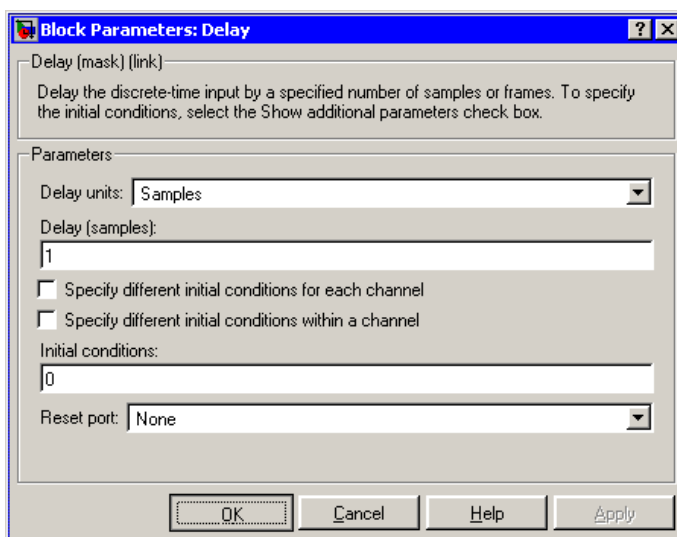 Block Parameters: Delay
Delay (mask) (link)
Delay the discrete-time input by a specified number of samples or frames. To specify
the initial conditions, select the Show additional parameters check box.
Parameters
Delay units: Samples
Delay (samples):
1
Specify different initial conditions for each channel
Specify different initial conditions within a channel
Initial conditions:
0
Reset port: None
OK Cancel Help Apply